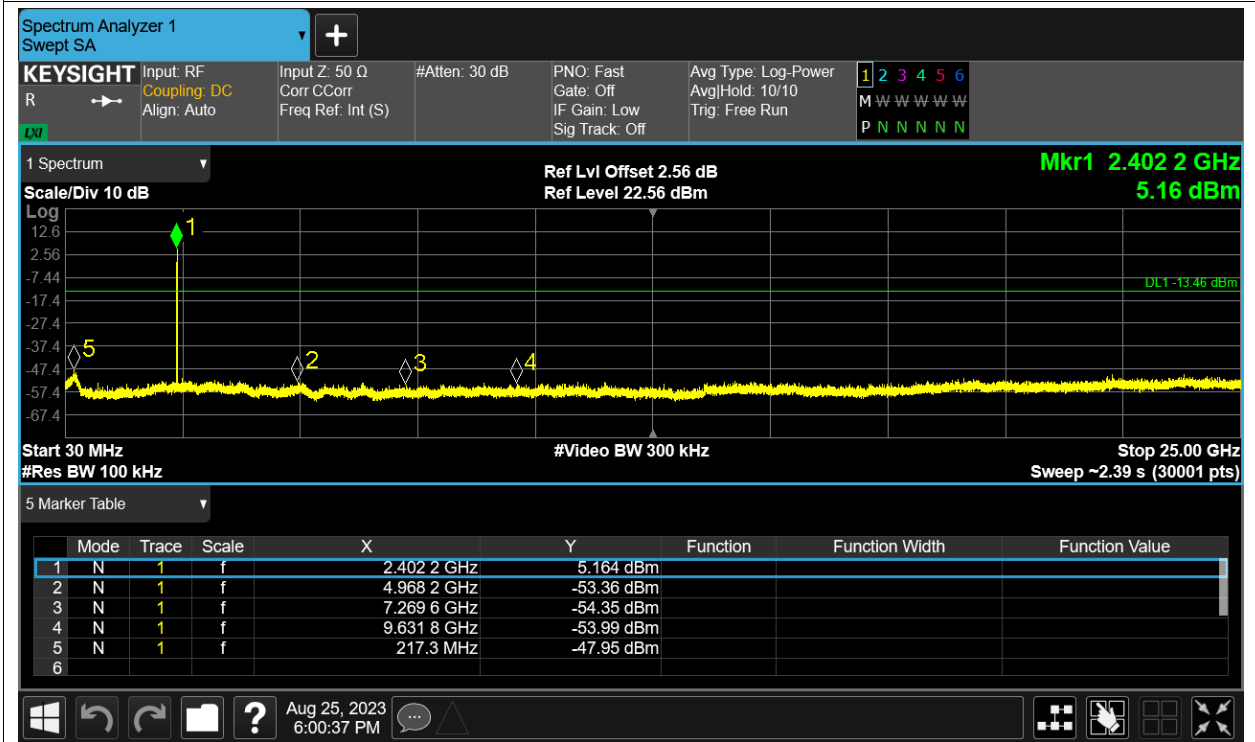 Spectrum Analyzer 1
Swept SA
+
KEYSIGHT
R
LXI
Input: RF
Coupling: DC
Align: Auto
Input Z: 50 Ω
Corr CCorr
Freq Ref: Int (S)
#Atten: 30 dB
PNO: Fast
Gate: Off
IF Gain: Low
Sig Track: Off
Avg Type: Log-Power
Avg|Hold: 10/10
Trig: Free Run
1 2 3 4 5 6
M W W W W W
P N N N N N
1 Spectrum
Scale/Div 10 dB
Ref Lvl Offset 2.56 dB
Ref Level 22.56 dBm
Mkr1 2.402 2 GHz
5.16 dBm
Log
12.6
2.56
-7.44
-17.4
-27.4
-37.4
-47.4
-57.4
-67.4
1
DL1 -13.46 dBm
5
2
3
4
Start 30 MHz
#Video BW 300 kHz
Stop 25.00 GHz
#Res BW 100 kHz
Sweep ~2.39 s (30001 pts)
5 Marker Table
Mode Trace Scale X Y Function Function Width Function Value
1 N 1 f 2.402 2 GHz 5.164 dBm
2 N 1 f 4.968 2 GHz -53.36 dBm
3 N 1 f 7.269 6 GHz -54.35 dBm
4 N 1 f 9.631 8 GHz -53.99 dBm
5 N 1 f 217.3 MHz -47.95 dBm
6
?
Aug 25, 2023
6:00:37 PM